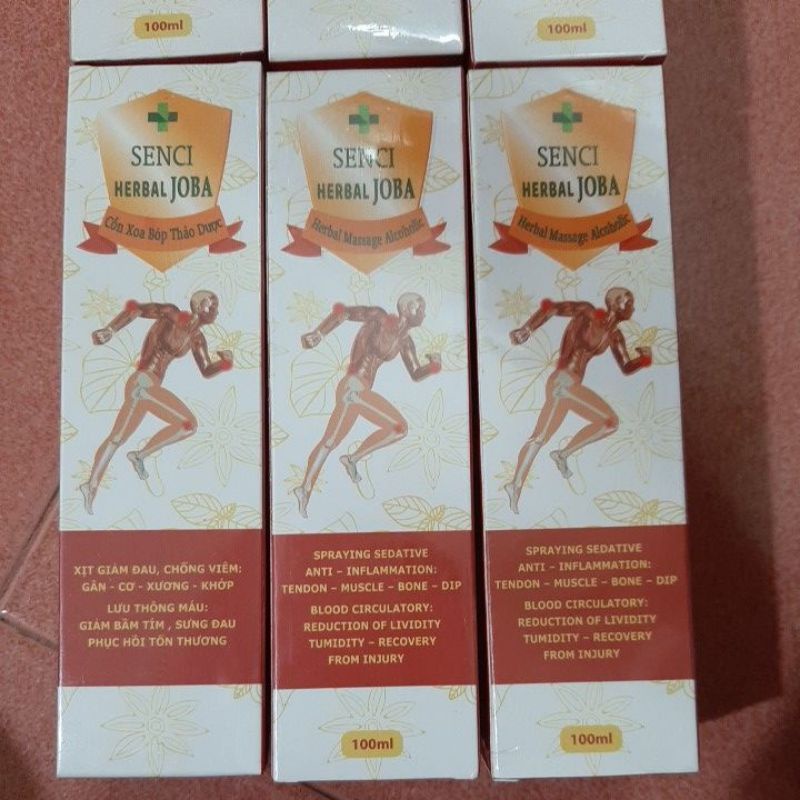 100ml
100ml
SENCI
HERBAL JOBA
Cồn Xoa Bóp Thảo Dược
XỊT GIẢM ĐAU, CHỐNG VIÊM:
GÂN - CƠ - XƯƠNG - KHỚP
LƯU THÔNG MÁU:
GIẢM BẦM TÍM , SƯNG ĐAU
PHỤC HỒI TỔN THƯƠNG
SENCI
HERBAL JOBA
Herbal Massage Alcoholic
SPRAYING SEDATIVE
ANTI – INFLAMMATION:
TENDON – MUSCLE – BONE – DIP
BLOOD CIRCULATORY:
REDUCTION OF LIVIDITY
TUMIDITY – RECOVERY
FROM INJURY
100ml
SENCI
HERBAL JOBA
Herbal Massage Alcoholic
SPRAYING SEDATIVE
ANTI – INFLAMMATION:
TENDON – MUSCLE – BONE – DIP
BLOOD CIRCULATORY:
REDUCTION OF LIVIDITY
TUMIDITY – RECOVERY
FROM INJURY
100ml